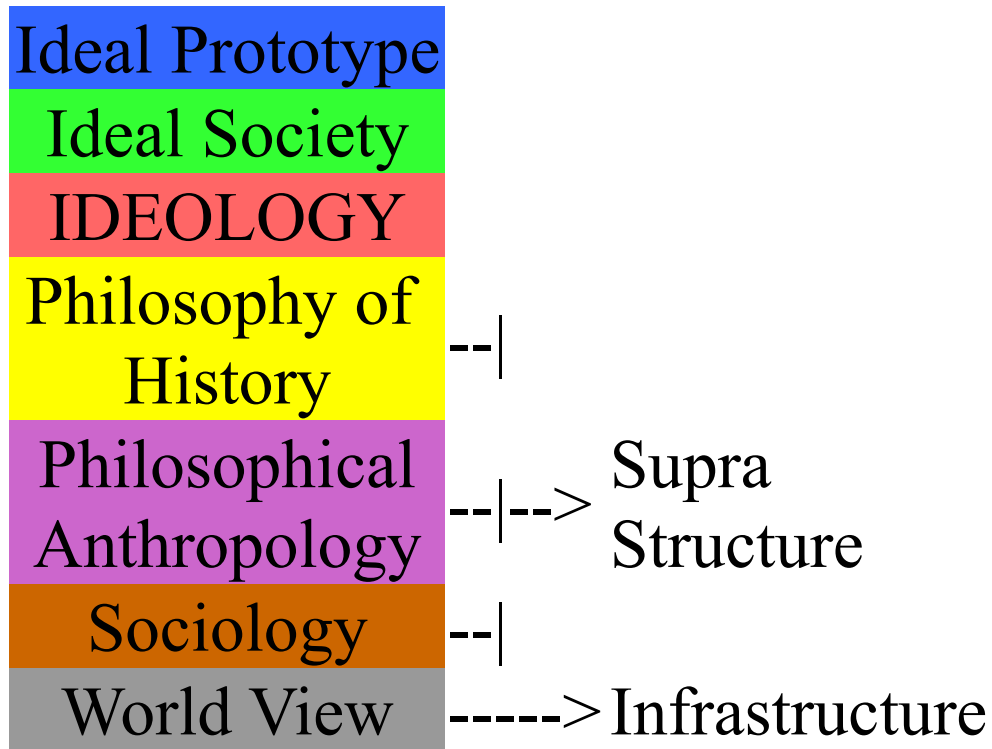 Ideal Prototype
Ideal Society
IDEOLOGY
Philosophy of
History
--|
Philosophical
Anthropology
--|-->
Supra
Structure
Sociology
--|
World View
----->
Infrastructure